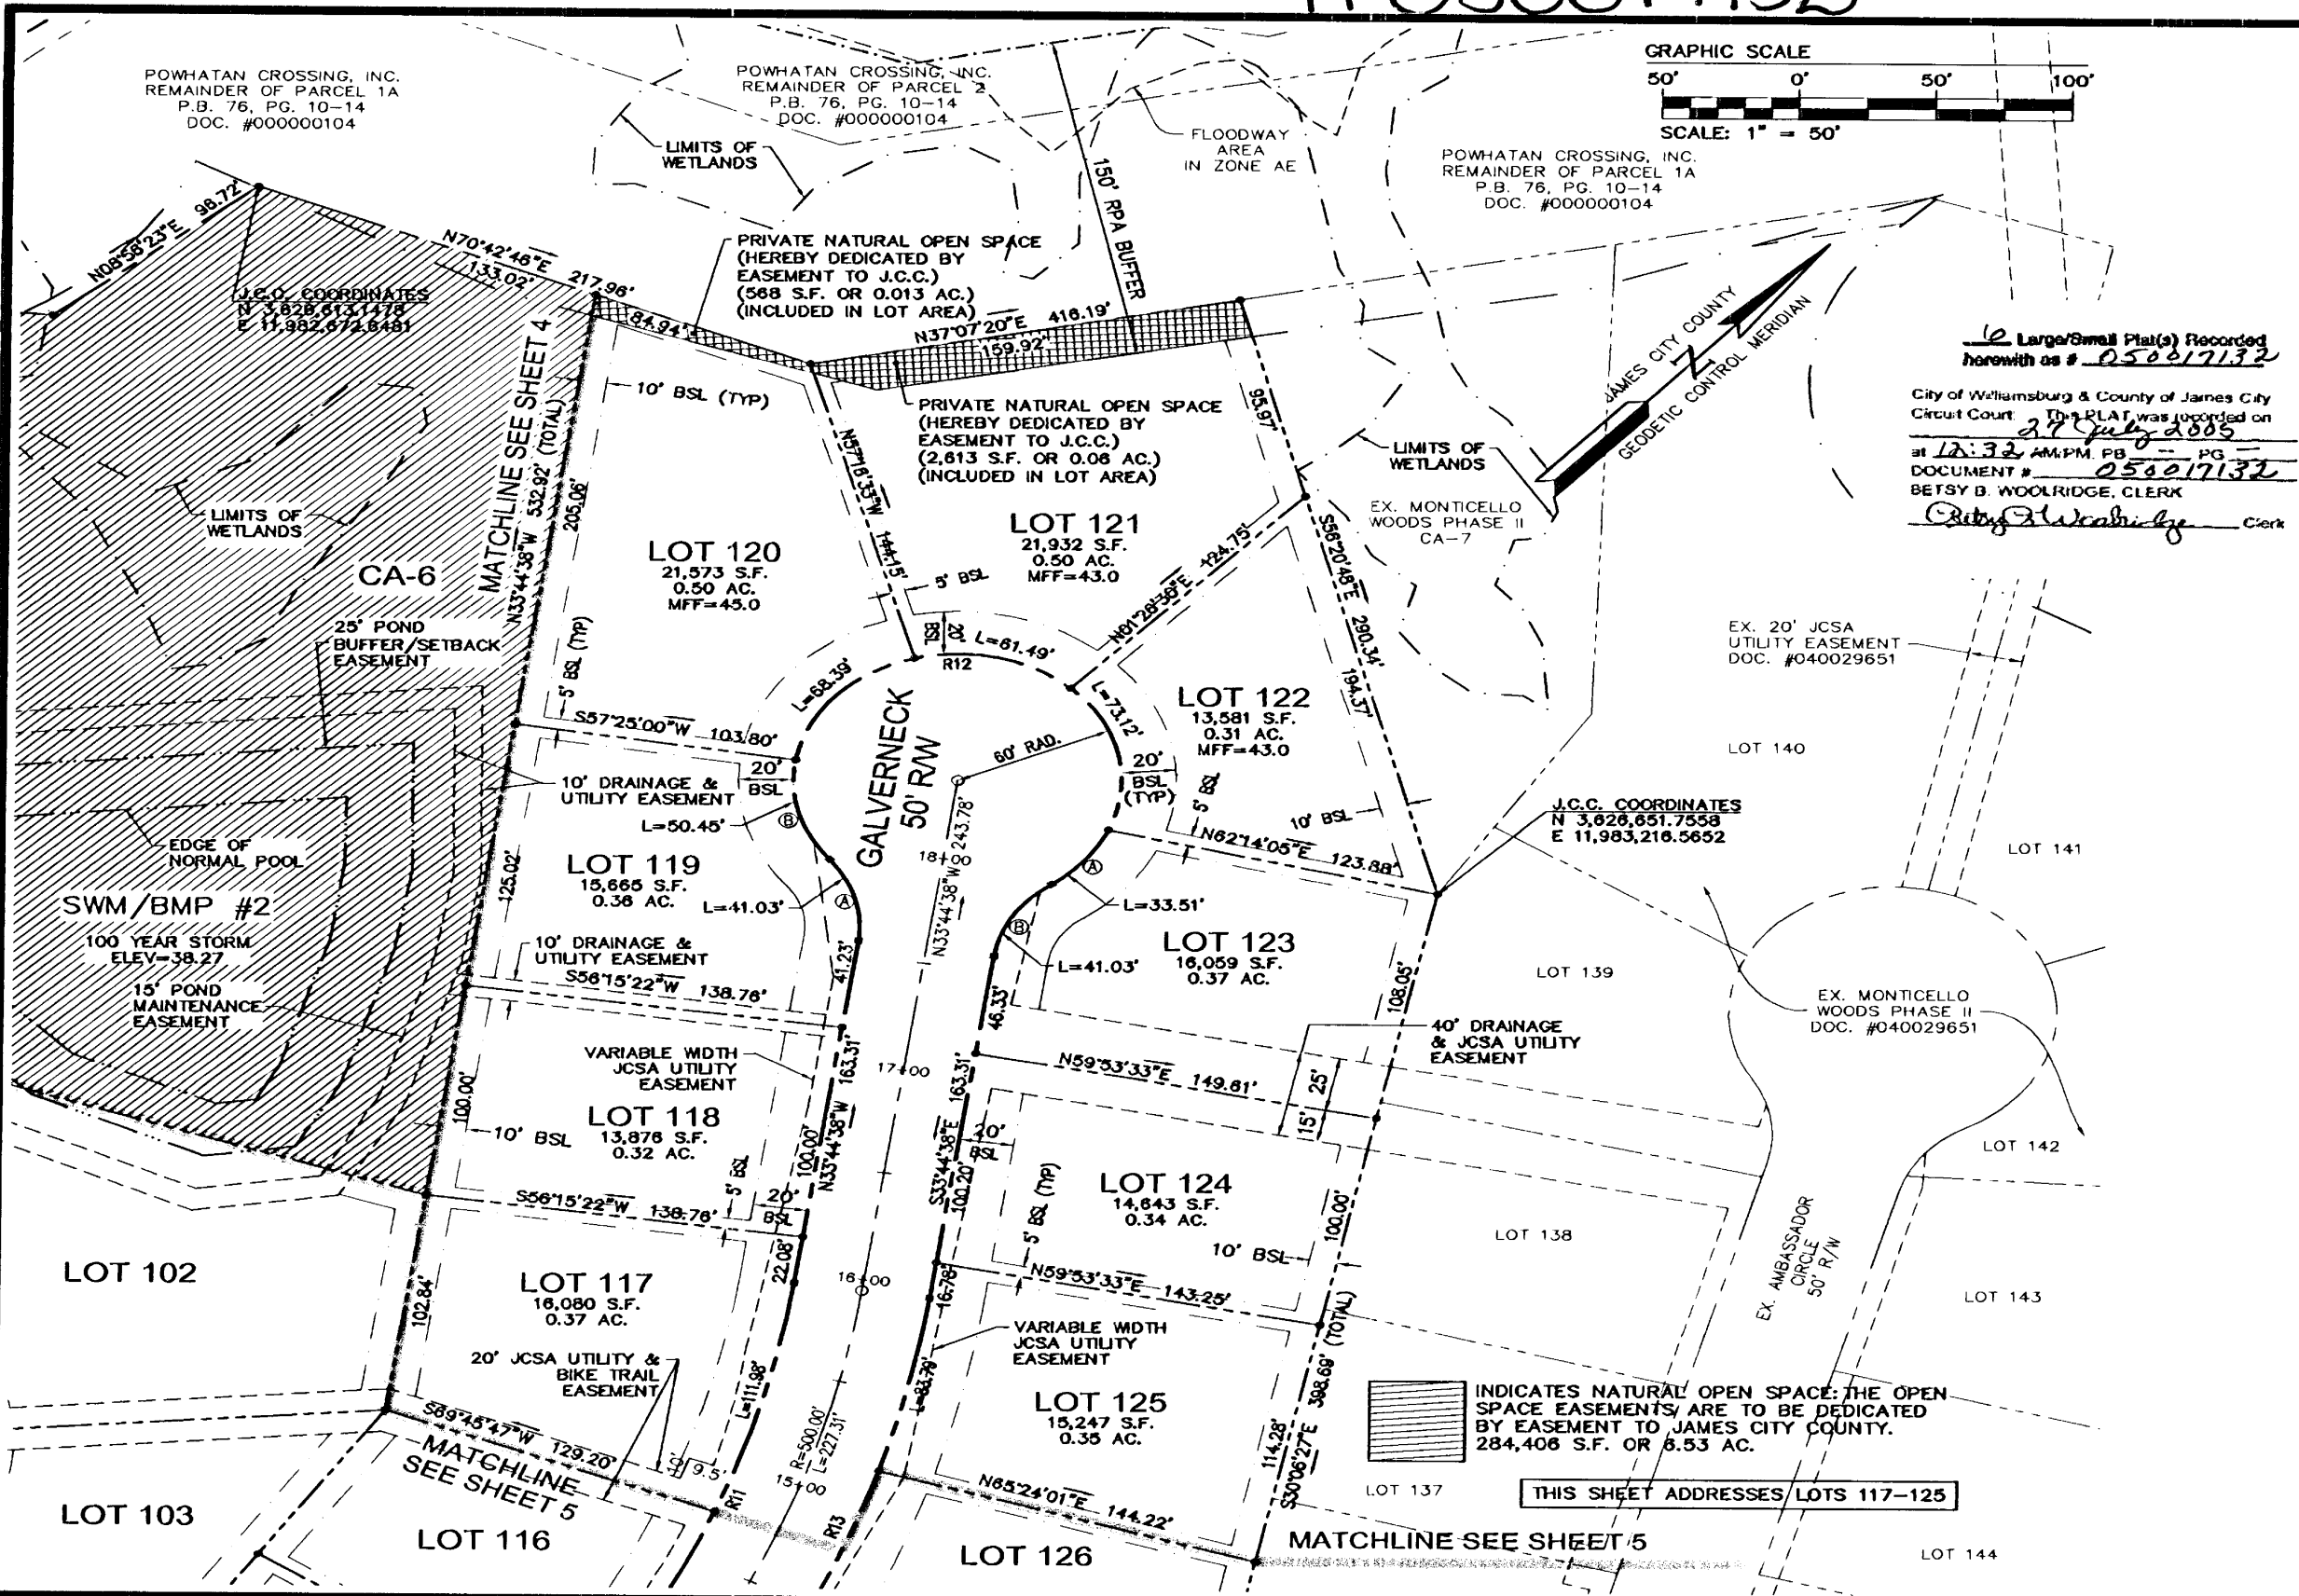 GRAPHIC SCALE
50' 0' 50' 100'
SCALE: 1" = 50'
POWHATAN CROSSING, INC.
REMAINDER OF PARCEL 1A
P.B. 76, PG. 10-14
DOC. #000000104
POWHATAN CROSSING, INC.
REMAINDER OF PARCEL 2
P.B. 76, PG. 10-14
DOC. #000000104
LIMITS OF
WETLANDS
150' RPA BUFFER
FLOODWAY
AREA
IN ZONE AE
POWHATAN CROSSING, INC.
REMAINDER OF PARCEL 1A
P.B. 76, PG. 10-14
DOC. #000000104
JAMES CITY COUNTY
GEODETIC CONTROL MERIDIAN
Large/Small Plat(s) Recorded
herewith as # 050017132
City of Williamsburg & County of James City
Circuit Court: This PLAT was recorded on
27 July 2005
at 12:32 AM/PM. PB -- PG --
DOCUMENT # 050017132
BETSY B. WOOLRIDGE, CLERK
Clerk
N08°58'23"E 98.72'
N70°42'46"E 217.96'
133.02'
84.94'
J.C.C. COORDINATES
N 3,626,613.1478
E 11,982,672.6481
MATCHLINE SEE SHEET 4
N33°44'38"W 532.92' (TOTAL)
205.06'
PRIVATE NATURAL OPEN SPACE
(HEREBY DEDICATED BY
EASEMENT TO J.C.C.)
(568 S.F. OR 0.013 AC.)
(INCLUDED IN LOT AREA)
N37°07'20"E 416.19'
159.92'
PRIVATE NATURAL OPEN SPACE
(HEREBY DEDICATED BY
EASEMENT TO J.C.C.)
(2,613 S.F. OR 0.06 AC.)
(INCLUDED IN LOT AREA)
10' BSL (TYP)
N57°16'33"W 144.15'
95.97'
LIMITS OF
WETLANDS
EX. MONTICELLO
WOODS PHASE II
CA-7
LIMITS OF
WETLANDS
CA-6
LOT 120
21,573 S.F.
0.50 AC.
MFF=45.0
LOT 121
21,932 S.F.
0.50 AC.
MFF=43.0
5' BSL
N01°26'30"E 124.75'
S56°20'48"E 290.34'
194.37'
25' POND
BUFFER/SETBACK
EASEMENT
5' BSL (TYP)
20'
BSL
L=61.49'
R12
L=68.39'
L=73.12'
LOT 122
13,581 S.F.
0.31 AC.
MFF=43.0
EX. 20' JCSA
UTILITY EASEMENT
DOC. #040029651
LOT 140
S57°25'00"W 103.80'
GALVERNECK
50' R/W
60' RAD.
20'
BSL
20'
BSL
(TYP)
5' BSL
10' BSL
10' DRAINAGE &
UTILITY EASEMENT
L=50.45'
B
J.C.C. COORDINATES
N 3,626,651.7558
E 11,983,216.5652
LOT 141
EDGE OF
NORMAL POOL
125.02'
LOT 119
15,665 S.F.
0.36 AC.
L=41.03'
A
18+00
N33°44'38"W 243.78'
N62°14'05"E 123.88'
A
L=33.51'
B
L=41.03'
LOT 123
16,059 S.F.
0.37 AC.
SWM/BMP #2
100 YEAR STORM
ELEV=38.27
15' POND
MAINTENANCE
EASEMENT
10' DRAINAGE &
UTILITY EASEMENT
S56°15'22"W 138.76'
41.23'
46.33'
108.05'
LOT 139
EX. MONTICELLO
WOODS PHASE II
DOC. #040029651
40' DRAINAGE
& JCSA UTILITY
EASEMENT
VARIABLE WIDTH
JCSA UTILITY
EASEMENT
17+00
N59°53'33"E 149.61'
15' 25'
100.00'
LOT 118
13,876 S.F.
0.32 AC.
10' BSL
5' BSL
100.00'
N33°44'38"W 163.31'
S33°44'38"E 163.31'
100.20'
20'
BSL
LOT 142
S56°15'22"W 138.76'
20'
BSL
5' BSL (TYP)
LOT 124
14,643 S.F.
0.34 AC.
10' BSL
100.00'
LOT 138
EX. AMBASSADOR
CIRCLE
50' R/W
LOT 102
102.84'
LOT 117
16,080 S.F.
0.37 AC.
22.08'
16+00
16.78'
N59°53'33"E 143.25'
LOT 143
20' JCSA UTILITY &
BIKE TRAIL
EASEMENT
L=111.98'
L=83.79'
VARIABLE WIDTH
JCSA UTILITY
EASEMENT
LOT 125
15,247 S.F.
0.35 AC.
114.28'
S30°06'27"E 398.69' (TOTAL)
INDICATES NATURAL OPEN SPACE: THE OPEN
SPACE EASEMENTS ARE TO BE DEDICATED
BY EASEMENT TO JAMES CITY COUNTY.
284,406 S.F. OR 6.53 AC.
S69°45'47"W 129.20'
MATCHLINE
SEE SHEET 5
10'
9.5'
R11
R=500.00'
L=227.31'
15+00
R13
N65°24'01"E 144.22'
LOT 137
THIS SHEET ADDRESSES LOTS 117-125
LOT 103
LOT 116
LOT 126
MATCHLINE SEE SHEET 5
LOT 144